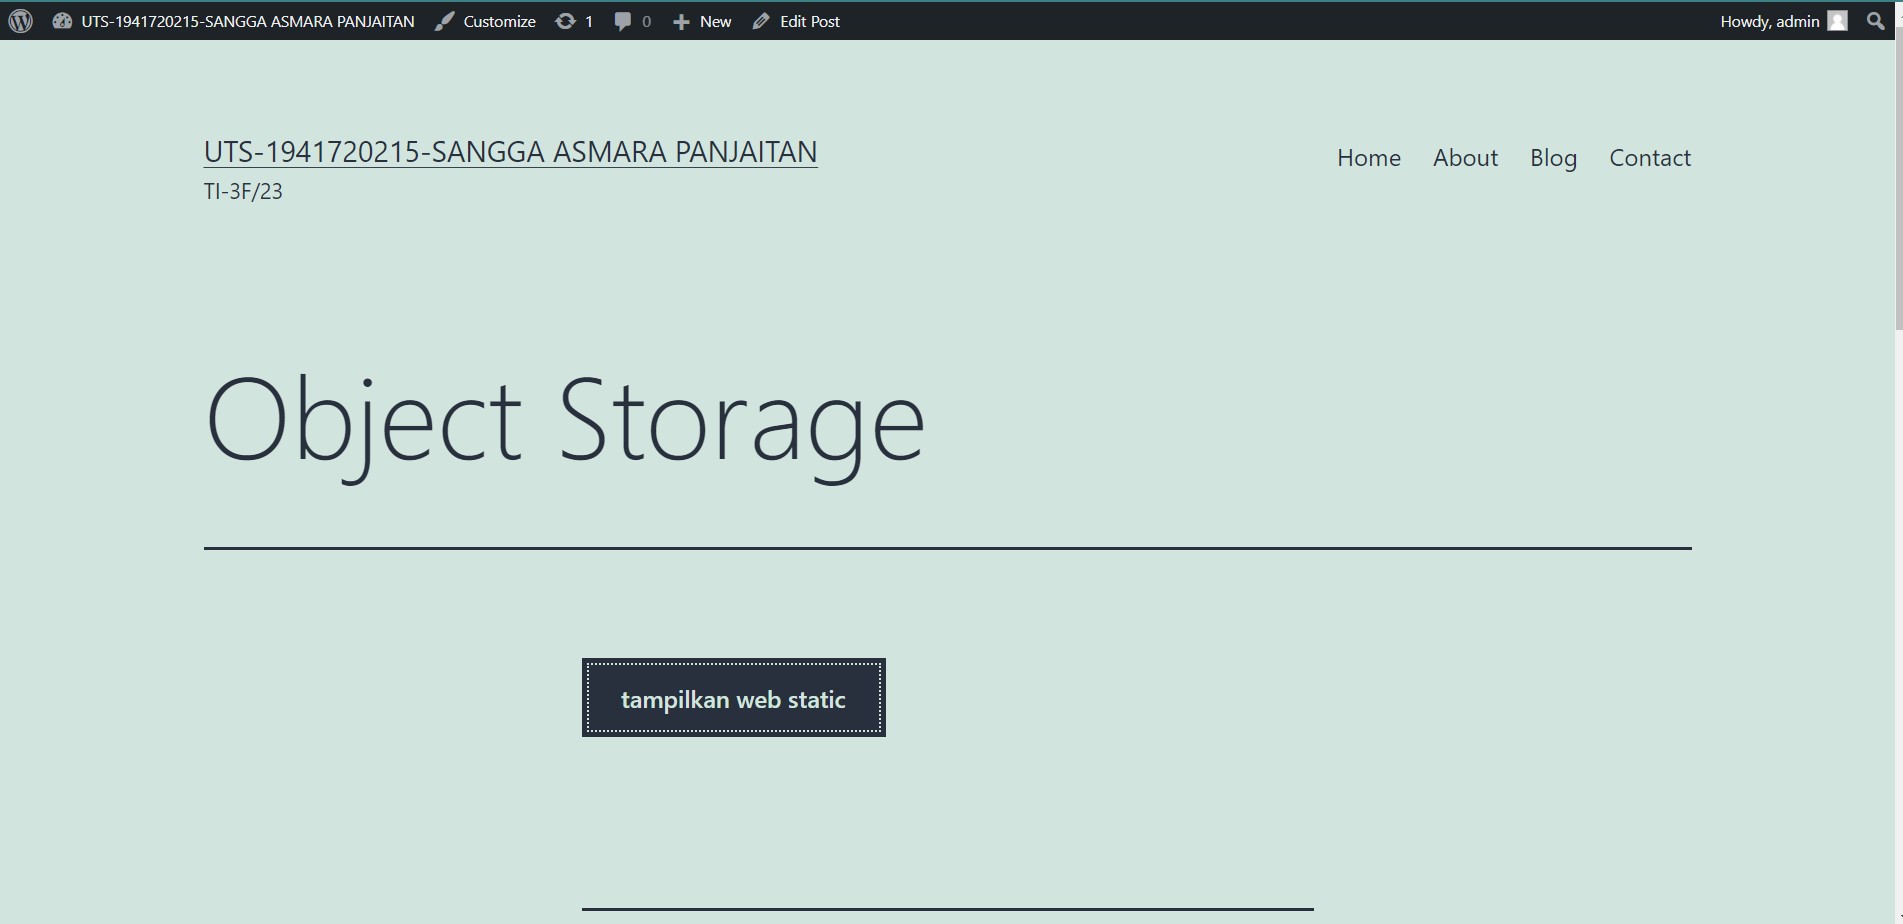 UTS-1941720215-SANGGA ASMARA PANJAITAN Customize 1 0 New Edit Post Howdy, admin
UTS-1941720215-SANGGA ASMARA PANJAITAN
Home About Blog Contact
TI-3F/23
Object Storage
tampilkan web static